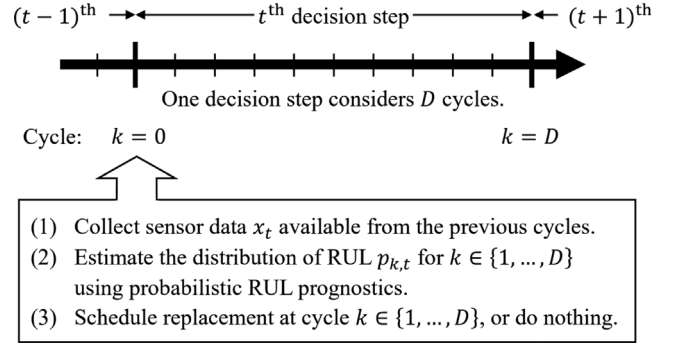 (t − 1)ᵗʰ tᵗʰ decision step (t + 1)ᵗʰ
One decision step considers D cycles.
Cycle: k = 0 k = D
(1) Collect sensor data xₜ available from the previous cycles.
(2) Estimate the distribution of RUL pₖ,ₜ for k ∈ {1, ... , D}
using probabilistic RUL prognostics.
(3) Schedule replacement at cycle k ∈ {1, ... , D}, or do nothing.